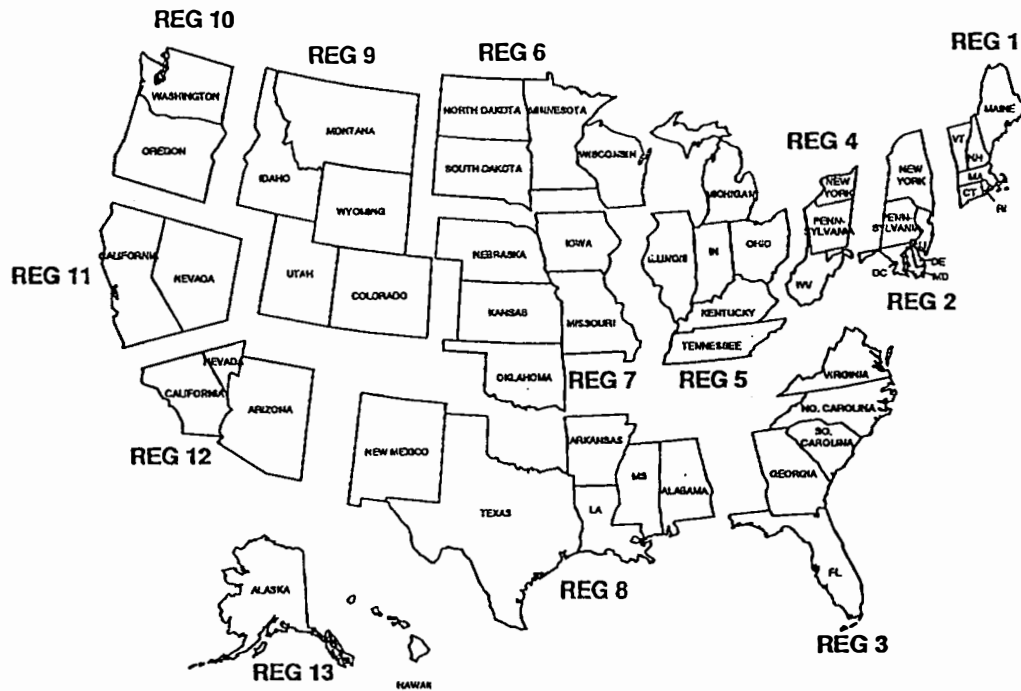 REG 10
REG 9
REG 6
REG 1
WASHINGTON
OREGON
IDAHO
MONTANA
WYOMING
NORTH DAKOTA
MINNESOTA
SOUTH DAKOTA
WISCONSIN
MICHIGAN
REG 4
NEW
YORK
PENN-
SYLVANIA
WV
NEW
YORK
PENN-
SYLVANIA
NJ
DE
MD
DC
REG 2
MAINE
VT
NH
MA
CT
RI
CALIFORNIA
NEVADA
REG 11
UTAH
COLORADO
NEBRASKA
KANSAS
IOWA
MISSOURI
OKLAHOMA
REG 7
ILLINOIS
IN
OHIO
KENTUCKY
TENNESSEE
REG 5
NEVADA
CALIFORNIA
ARIZONA
REG 12
NEW MEXICO
TEXAS
ARKANSAS
LA
MS
ALABAMA
REG 8
VIRGINIA
NO. CAROLINA
SO.
CAROLINA
GEORGIA
FL
REG 3
ALASKA
REG 13
HAWAII